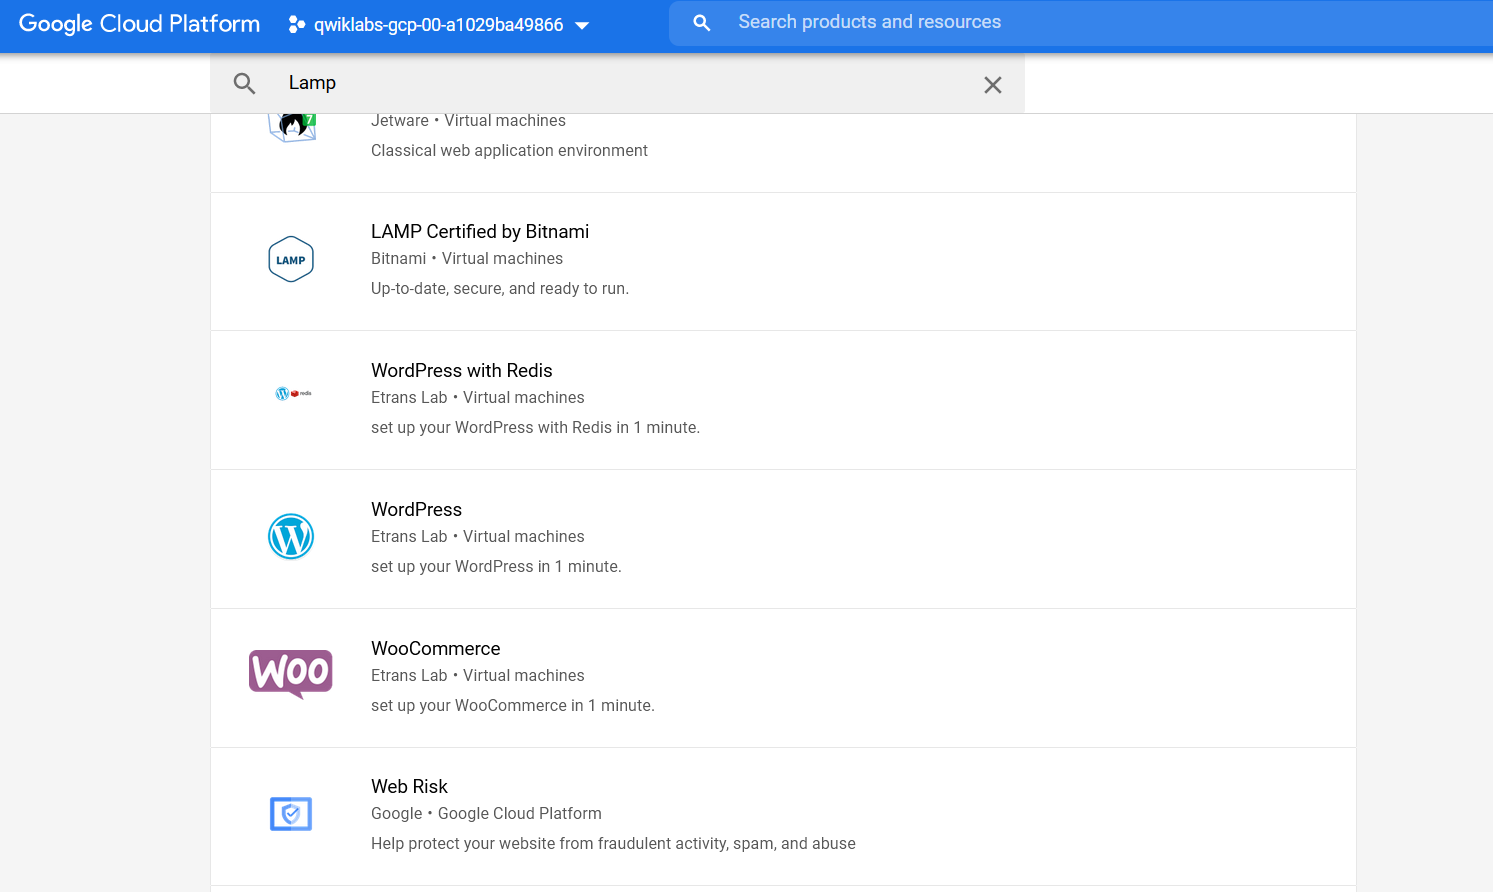 Google Cloud Platform
qwiklabs-gcp-00-a1029ba49866
Search products and resources
Lamp
7
Jetware • Virtual machines
Classical web application environment
LAMP
LAMP Certified by Bitnami
Bitnami • Virtual machines
Up-to-date, secure, and ready to run.
redis
WordPress with Redis
Etrans Lab • Virtual machines
set up your WordPress with Redis in 1 minute.
W
WordPress
Etrans Lab • Virtual machines
set up your WordPress in 1 minute.
WOO
WooCommerce
Etrans Lab • Virtual machines
set up your WooCommerce in 1 minute.
Web Risk
Google • Google Cloud Platform
Help protect your website from fraudulent activity, spam, and abuse